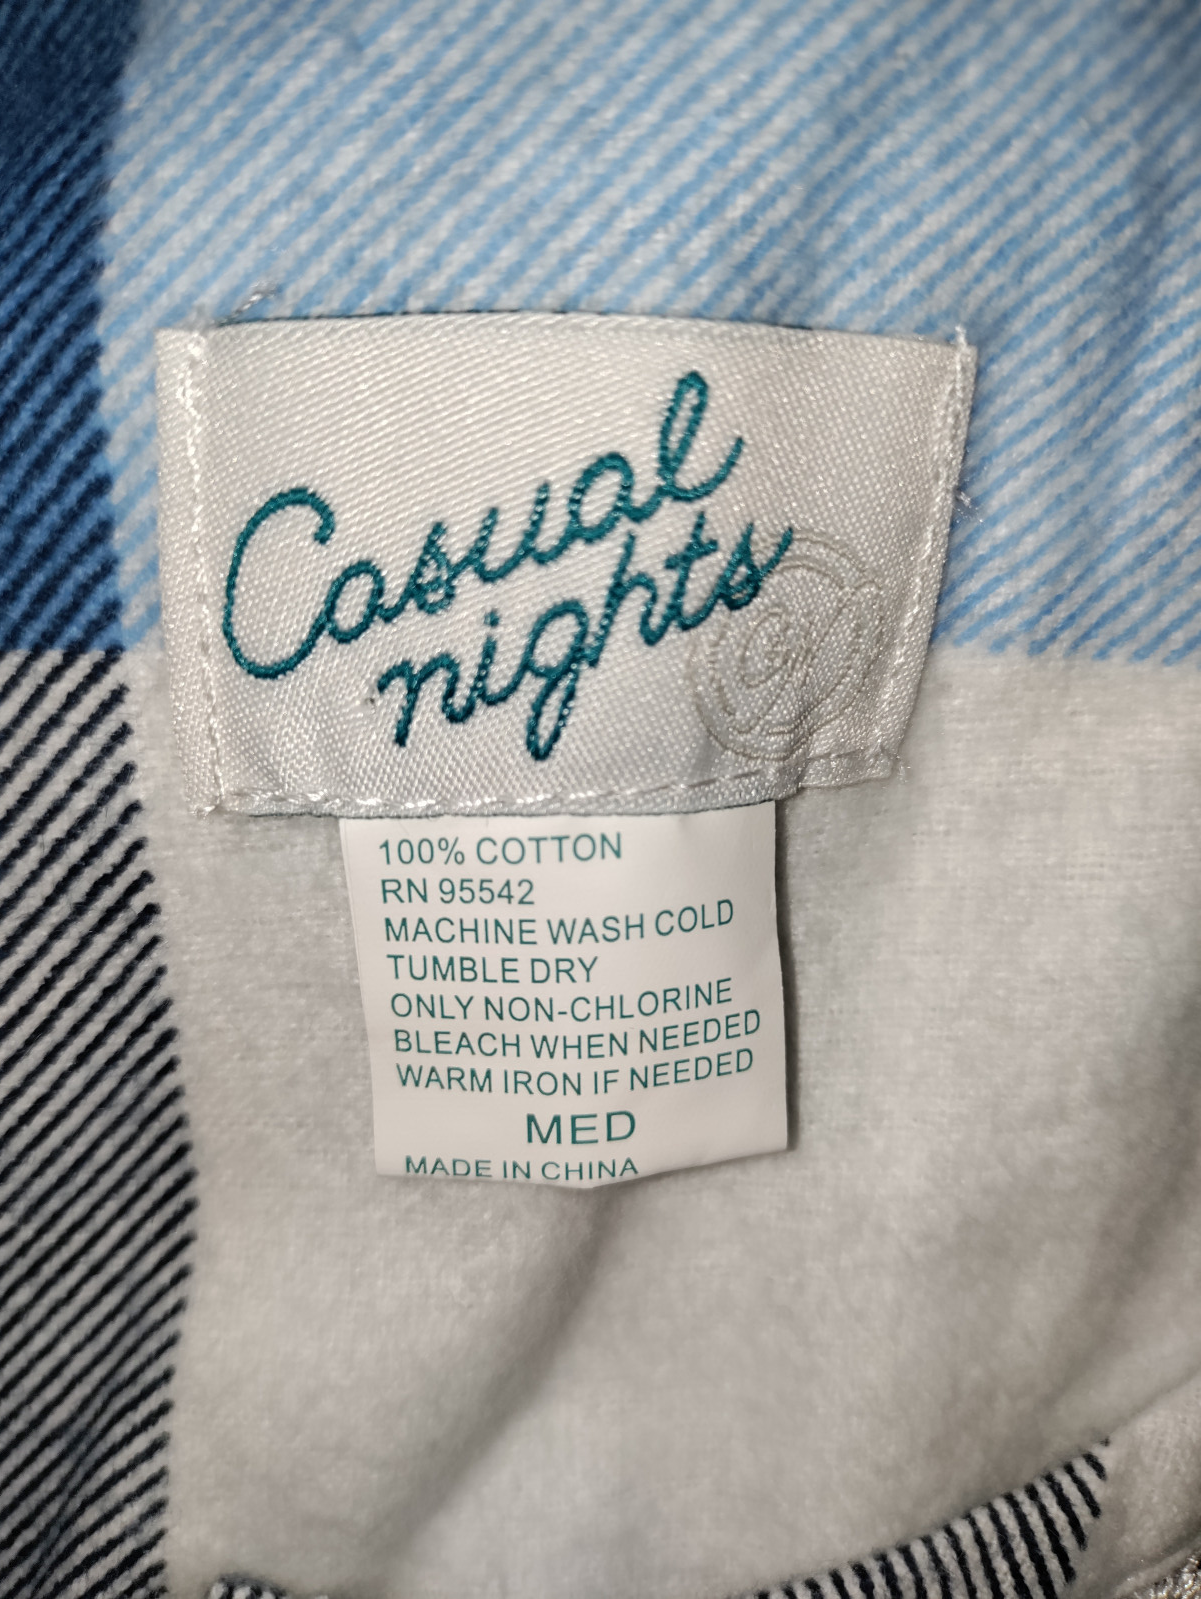 Casual
nights
100% COTTON
RN 95542
MACHINE WASH COLD
TUMBLE DRY
ONLY NON-CHLORINE
BLEACH WHEN NEEDED
WARM IRON IF NEEDED
MED
MADE IN CHINA